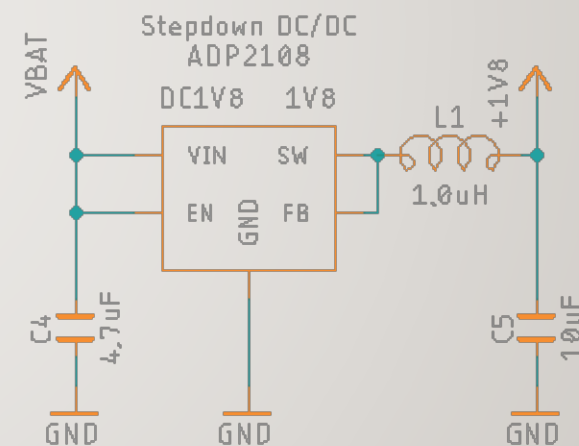 Stepdown DC/DC
ADP2108
VBAT
DC1V8 1V8
L1
+1V8
VIN SW
EN GND FB
1.0uH
C4
4.7uF
C5
10uF
GND GND GND